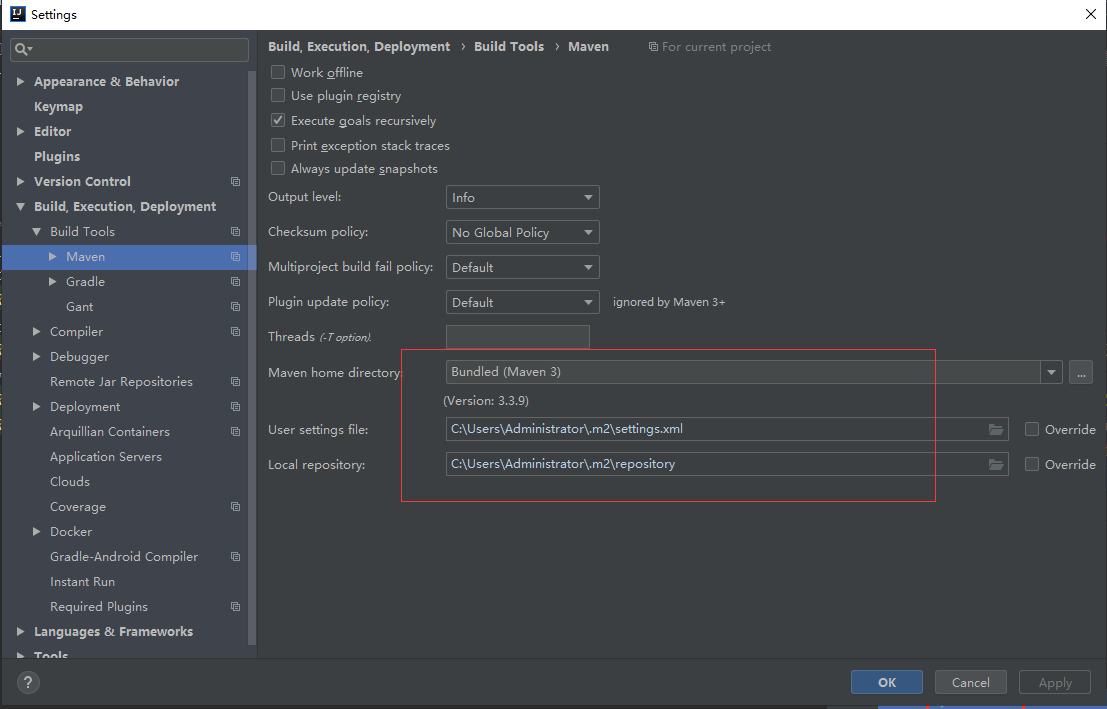 IJ Settings
Appearance & Behavior
Keymap
Editor
Plugins
Version Control
Build, Execution, Deployment
Build Tools
Maven
Gradle
Gant
Compiler
Debugger
Remote Jar Repositories
Deployment
Arquillian Containers
Application Servers
Clouds
Coverage
Docker
Gradle-Android Compiler
Instant Run
Required Plugins
Languages & Frameworks
Tools
Build, Execution, Deployment › Build Tools › Maven For current project
Work offline
Use plugin registry
Execute goals recursively
Print exception stack traces
Always update snapshots
Output level: Info
Checksum policy: No Global Policy
Multiproject build fail policy: Default
Plugin update policy: Default ignored by Maven 3+
Threads (-T option).
Maven home directory: Bundled (Maven 3) ...
(Version: 3.3.9)
User settings file: C:\Users\Administrator\.m2\settings.xml Override
Local repository: C:\Users\Administrator\.m2\repository Override
? OK Cancel Apply